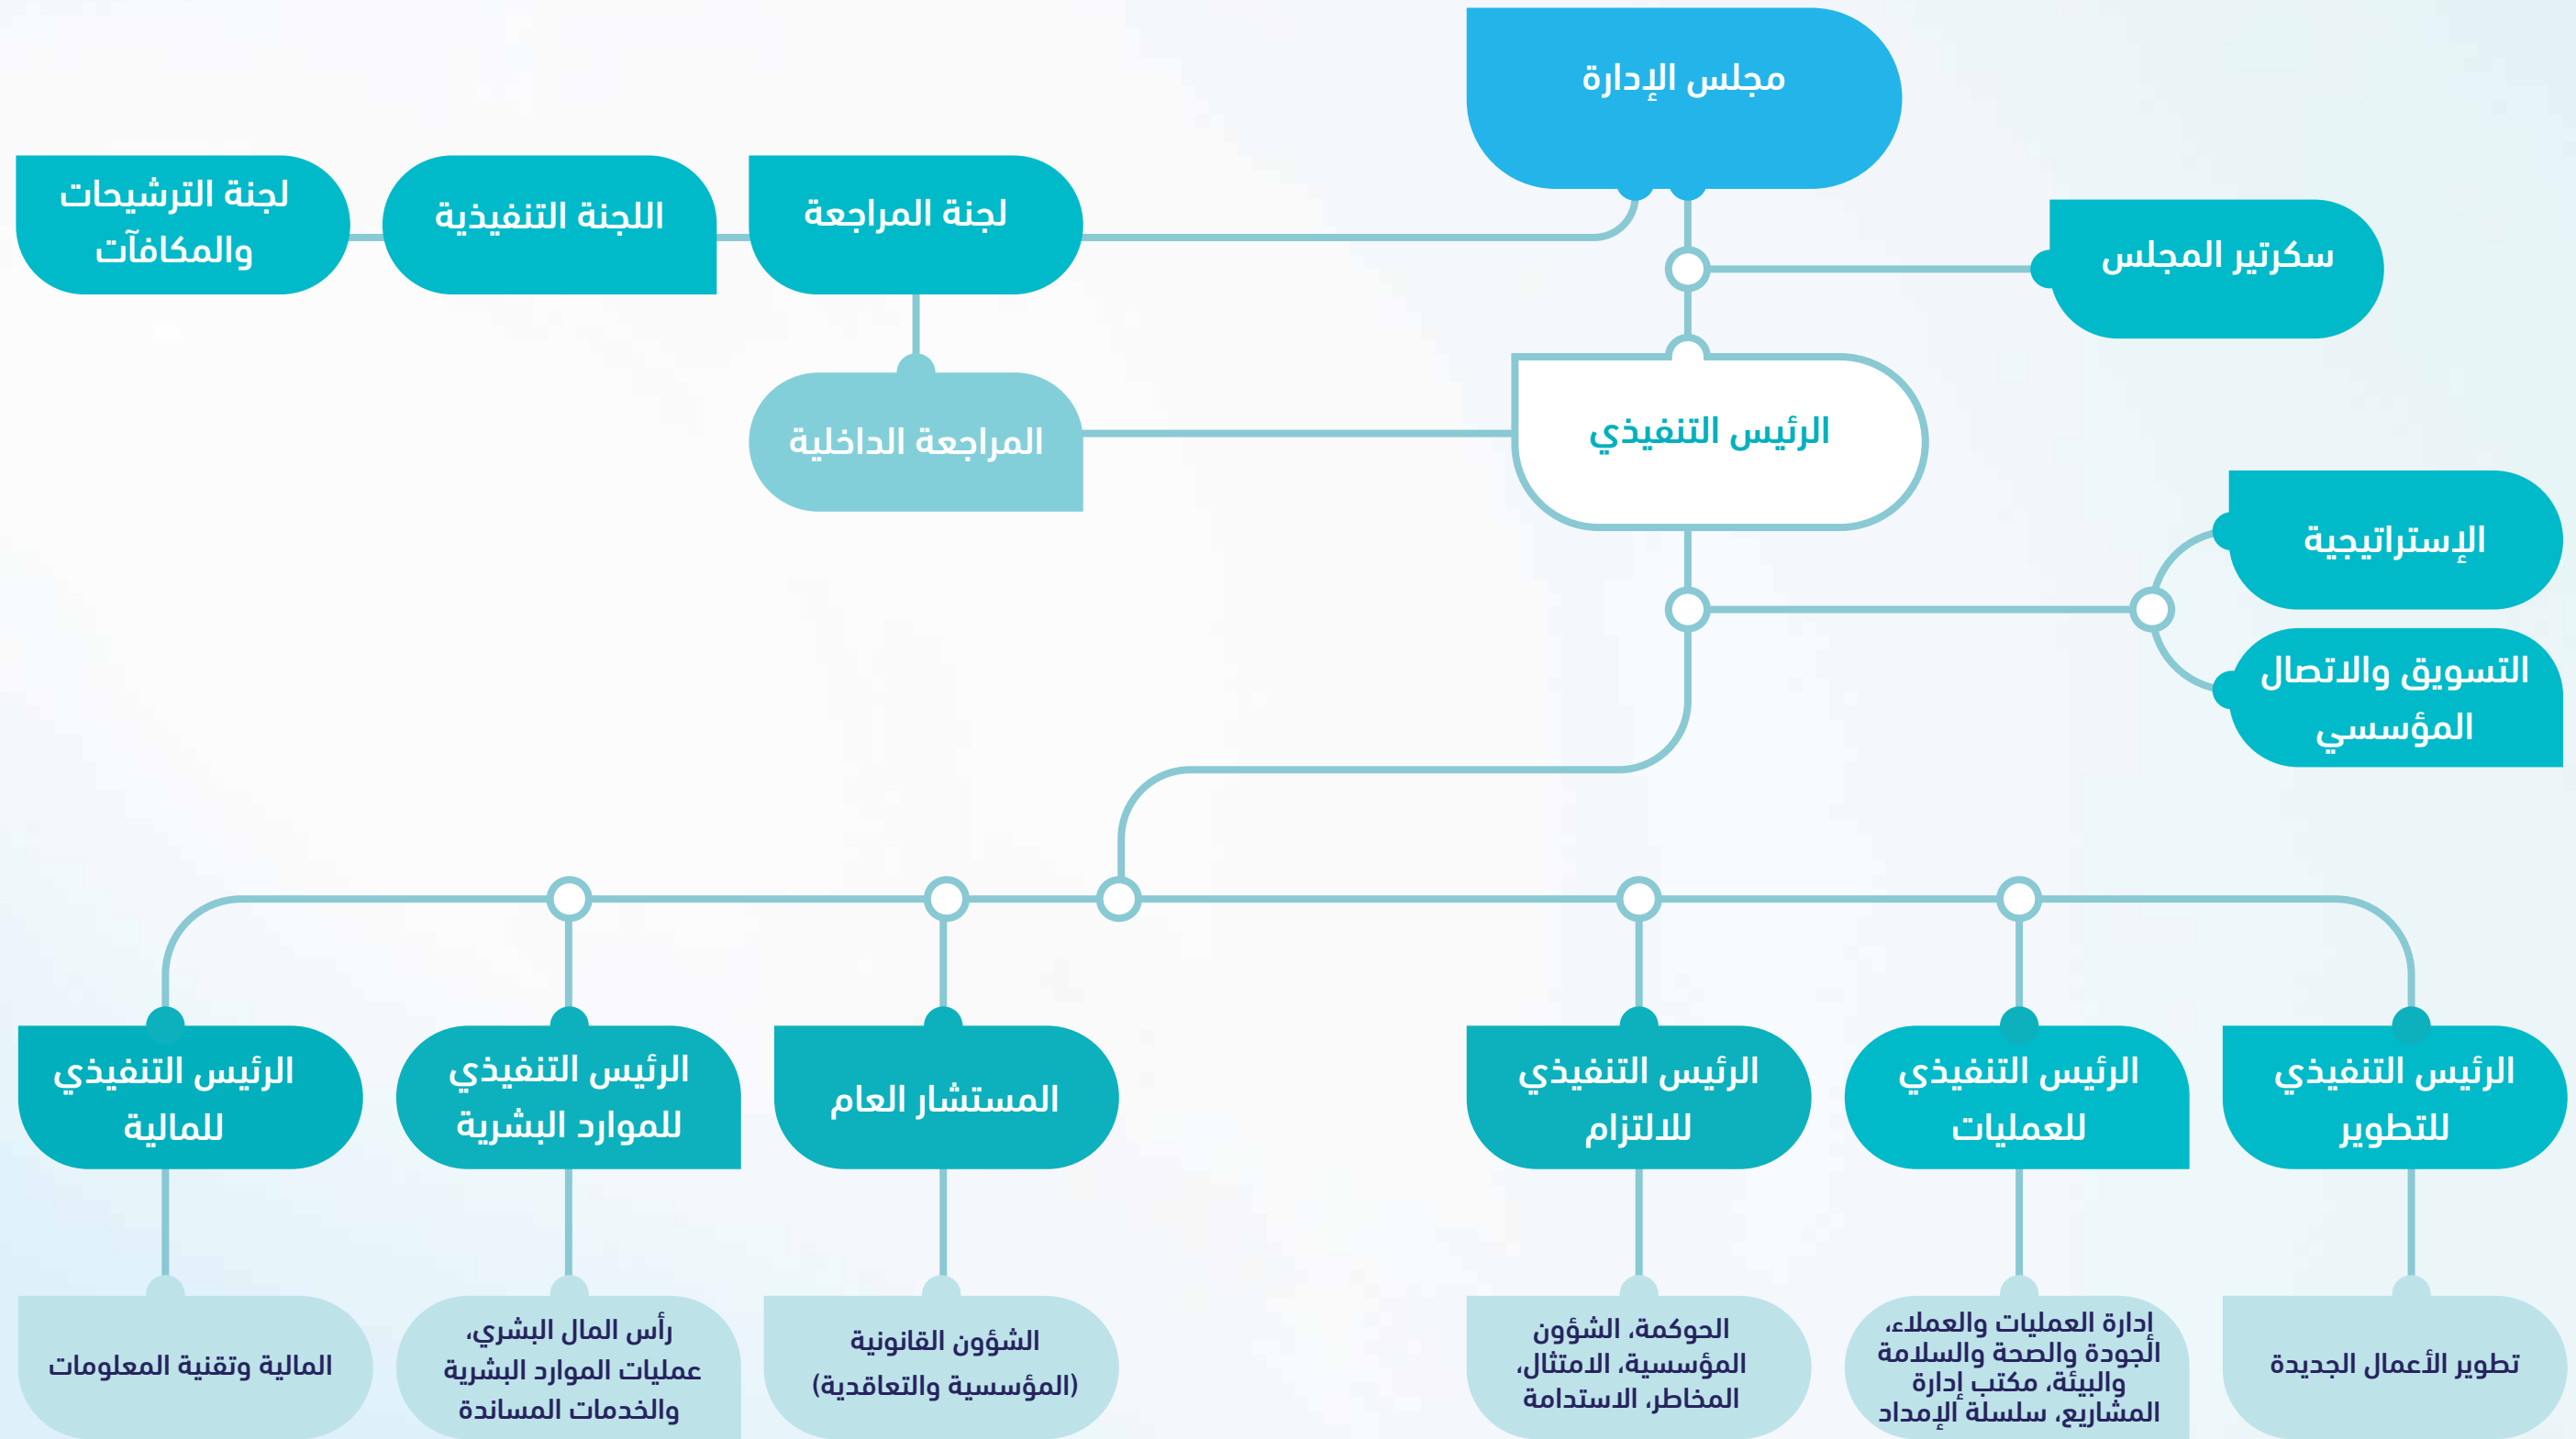 مجلس الإدارة
سكرتير المجلس
لجنة المراجعة
اللجنة التنفيذية
لجنة الترشيحات
والمكافآت
الرئيس التنفيذي
المراجعة الداخلية
الإستراتيجية
التسويق والاتصال
المؤسسي
الرئيس التنفيذي
للتطوير
الرئيس التنفيذي
للعمليات
الرئيس التنفيذي
للالتزام
المستشار العام
الرئيس التنفيذي
للموارد البشرية
الرئيس التنفيذي
للمالية
تطوير الأعمال الجديدة
إدارة العمليات والعملاء،
الجودة والصحة والسلامة
والبيئة، مكتب إدارة
المشاريع، سلسلة الإمداد
الحوكمة، الشؤون
المؤسسية، الامتثال،
المخاطر، الاستدامة
الشؤون القانونية
(المؤسسية والتعاقدية)
رأس المال البشري،
عمليات الموارد البشرية
والخدمات المساندة
المالية وتقنية المعلومات